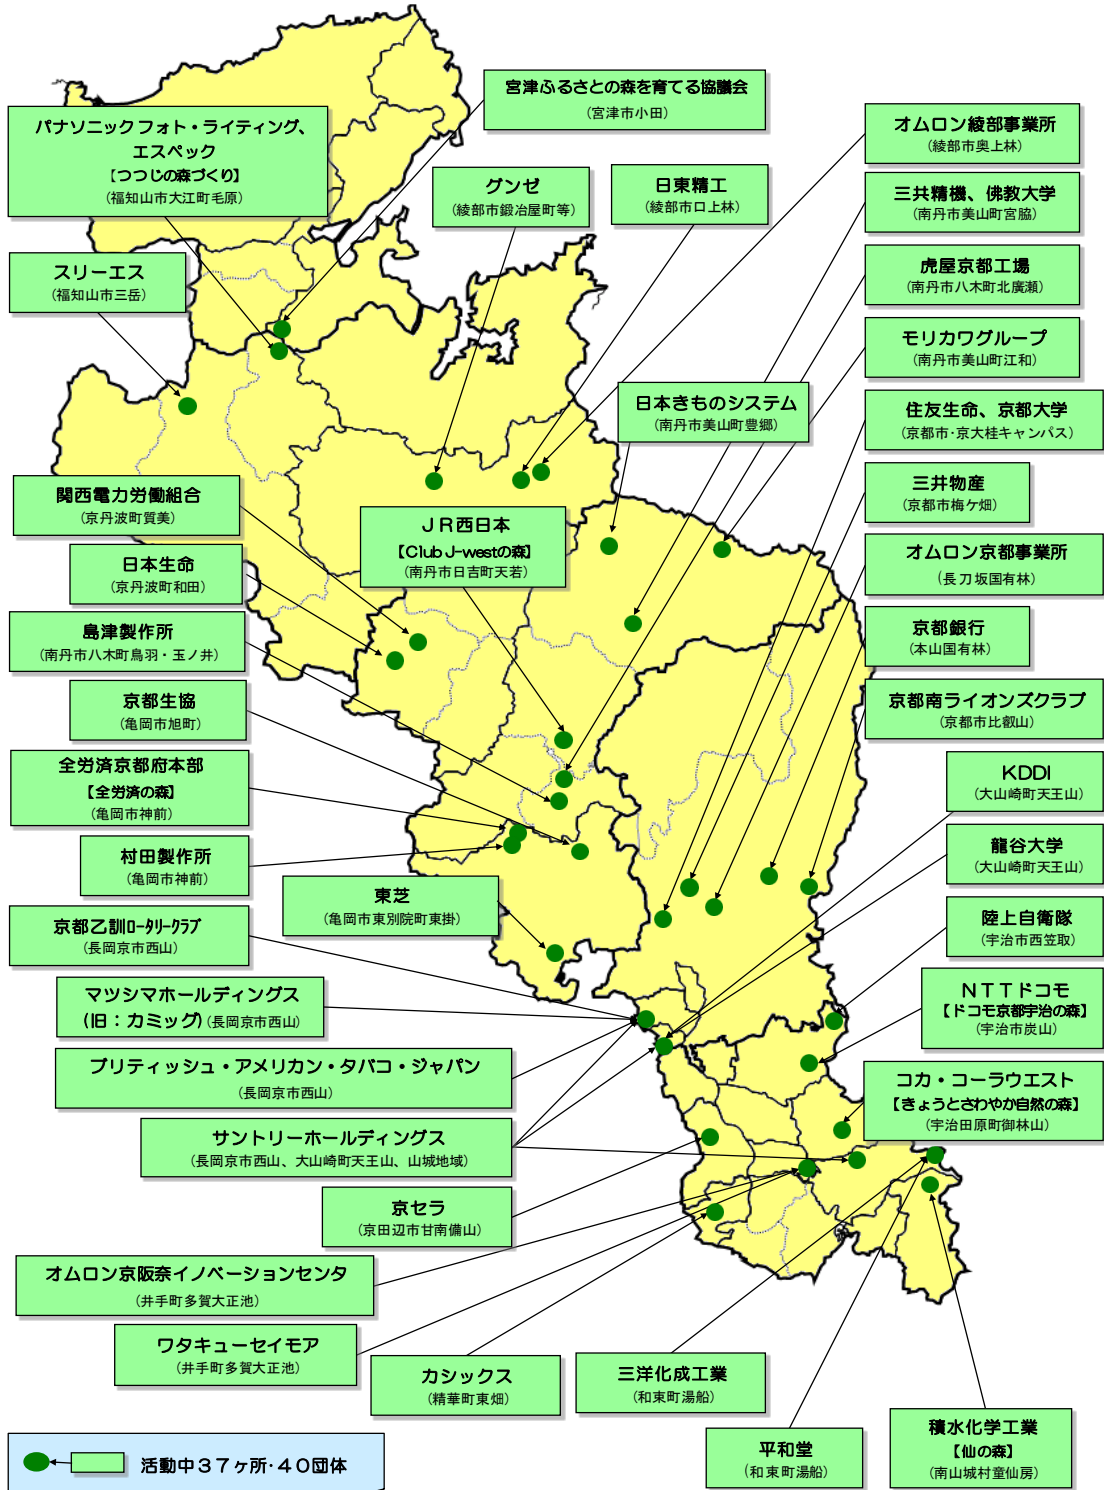 宮津ふるさとの森を育てる協議会
(宮津市小田)
パナソニックフォト・ライティング、
エスペック
【つつじの森づくり】
(福知山市大江町毛原)
オムロン綾部事業所
(綾部市奥上林)
グンゼ
(綾部市鍛冶屋町等)
日東精工
(綾部市口上林)
三共精機、佛教大学
(南丹市美山町宮脇)
スリーエス
(福知山市三岳)
虎屋京都工場
(南丹市八木町北廣瀬)
モリカワグループ
(南丹市美山町江和)
日本きものシステム
(南丹市美山町豊郷)
住友生命、京都大学
(京都市・京大桂キャンパス)
関西電力労働組合
(京丹波町質美)
三井物産
(京都市梅ケ畑)
JR西日本
【Club J-westの森】
(南丹市日吉町天若)
日本生命
(京丹波町和田)
オムロン京都事業所
(長刀坂国有林)
島津製作所
(南丹市八木町鳥羽・玉ノ井)
京都銀行
(本山国有林)
京都生協
(亀岡市旭町)
京都南ライオンズクラブ
(京都市比叡山)
全労済京都府本部
【全労済の森】
(亀岡市神前)
KDDI
(大山崎町天王山)
村田製作所
(亀岡市神前)
龍谷大学
(大山崎町天王山)
東芝
(亀岡市東別院町東掛)
陸上自衛隊
(宇治市西笠取)
京都乙訓ロータリークラブ
(長岡京市西山)
マツシマホールディングス
(旧:カミッグ)(長岡京市西山)
NTTドコモ
【ドコモ京都宇治の森】
(宇治市炭山)
ブリティッシュ・アメリカン・タバコ・ジャパン
(長岡京市西山)
コカ・コーラウエスト
【きょうとさわやか自然の森】
(宇治田原町御林山)
サントリーホールディングス
(長岡京市西山、大山崎町天王山、山城地域)
京セラ
(京田辺市甘南備山)
オムロン京阪奈イノベーションセンタ
(井手町多賀大正池)
ワタキューセイモア
(井手町多賀大正池)
カシックス
(精華町東畑)
三洋化成工業
(和束町湯船)
平和堂
(和束町湯船)
積水化学工業
【仙の森】
(南山城村童仙房)
活動中37ヶ所・40団体